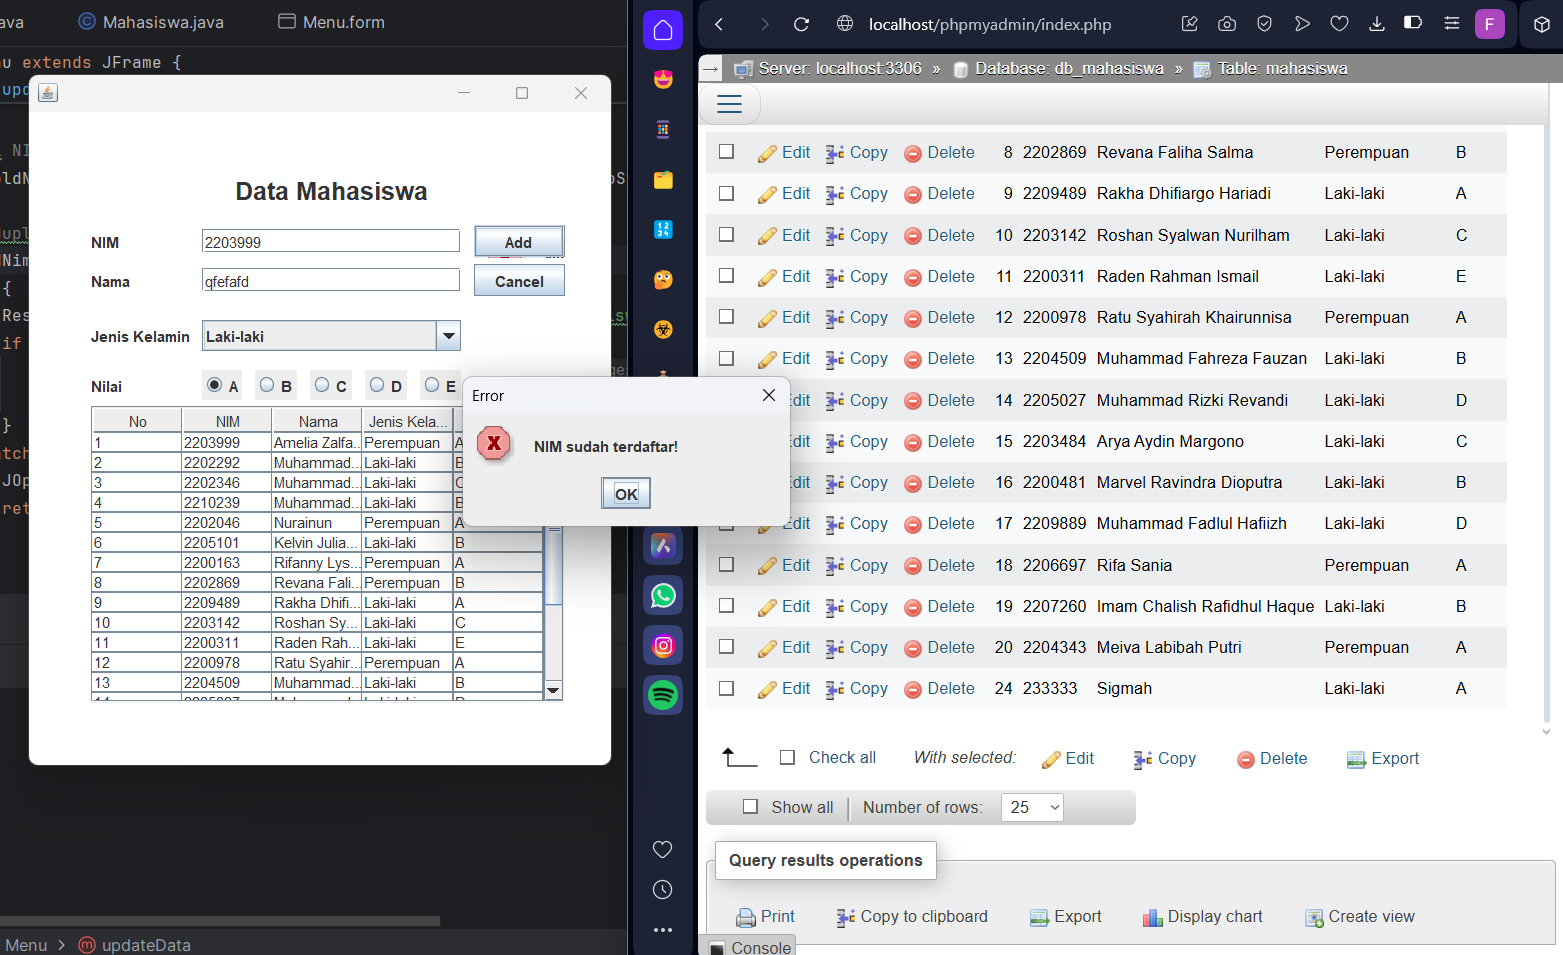 ava
Mahasiswa.java
Menu.form
extends JFrame {
Data Mahasiswa
NIM
2203999
Add
Nama
qfefafd
Cancel
Jenis Kelamin
Laki-laki
Nilai
A
B
C
D
E
No NIM Nama Jenis Kela...
1 2203999 Amelia Zalfa... Perempuan A
2 2202292 Muhammad... Laki-laki B
3 2202346 Muhammad... Laki-laki C
4 2210239 Muhammad... Laki-laki B
5 2202046 Nurainun Perempuan A
6 2205101 Kelvin Julia... Laki-laki B
7 2200163 Rifanny Lys... Perempuan A
8 2202869 Revana Fali... Perempuan B
9 2209489 Rakha Dhifi... Laki-laki A
10 2203142 Roshan Sy... Laki-laki C
11 2200311 Raden Rah... Laki-laki E
12 2200978 Ratu Syahir... Perempuan A
13 2204509 Muhammad... Laki-laki B
Error
NIM sudah terdaftar!
OK
Menu > updateData
localhost/phpmyadmin/index.php
F
Server: localhost:3306 » Database: db_mahasiswa » Table: mahasiswa
Edit Copy Delete 8 2202869 Revana Faliha Salma Perempuan B
Edit Copy Delete 9 2209489 Rakha Dhifiargo Hariadi Laki-laki A
Edit Copy Delete 10 2203142 Roshan Syalwan Nurilham Laki-laki C
Edit Copy Delete 11 2200311 Raden Rahman Ismail Laki-laki E
Edit Copy Delete 12 2200978 Ratu Syahirah Khairunnisa Perempuan A
Edit Copy Delete 13 2204509 Muhammad Fahreza Fauzan Laki-laki B
dit Copy Delete 14 2205027 Muhammad Rizki Revandi Laki-laki D
dit Copy Delete 15 2203484 Arya Aydin Margono Laki-laki C
dit Copy Delete 16 2200481 Marvel Ravindra Dioputra Laki-laki B
Edit Copy Delete 17 2209889 Muhammad Fadlul Hafiizh Laki-laki D
Edit Copy Delete 18 2206697 Rifa Sania Perempuan A
Edit Copy Delete 19 2207260 Imam Chalish Rafidhul Haque Laki-laki B
Edit Copy Delete 20 2204343 Meiva Labibah Putri Perempuan A
Edit Copy Delete 24 233333 Sigmah Laki-laki A
Check all With selected: Edit Copy Delete Export
Show all Number of rows: 25
Query results operations
Print Copy to clipboard Export Display chart Create view
Console